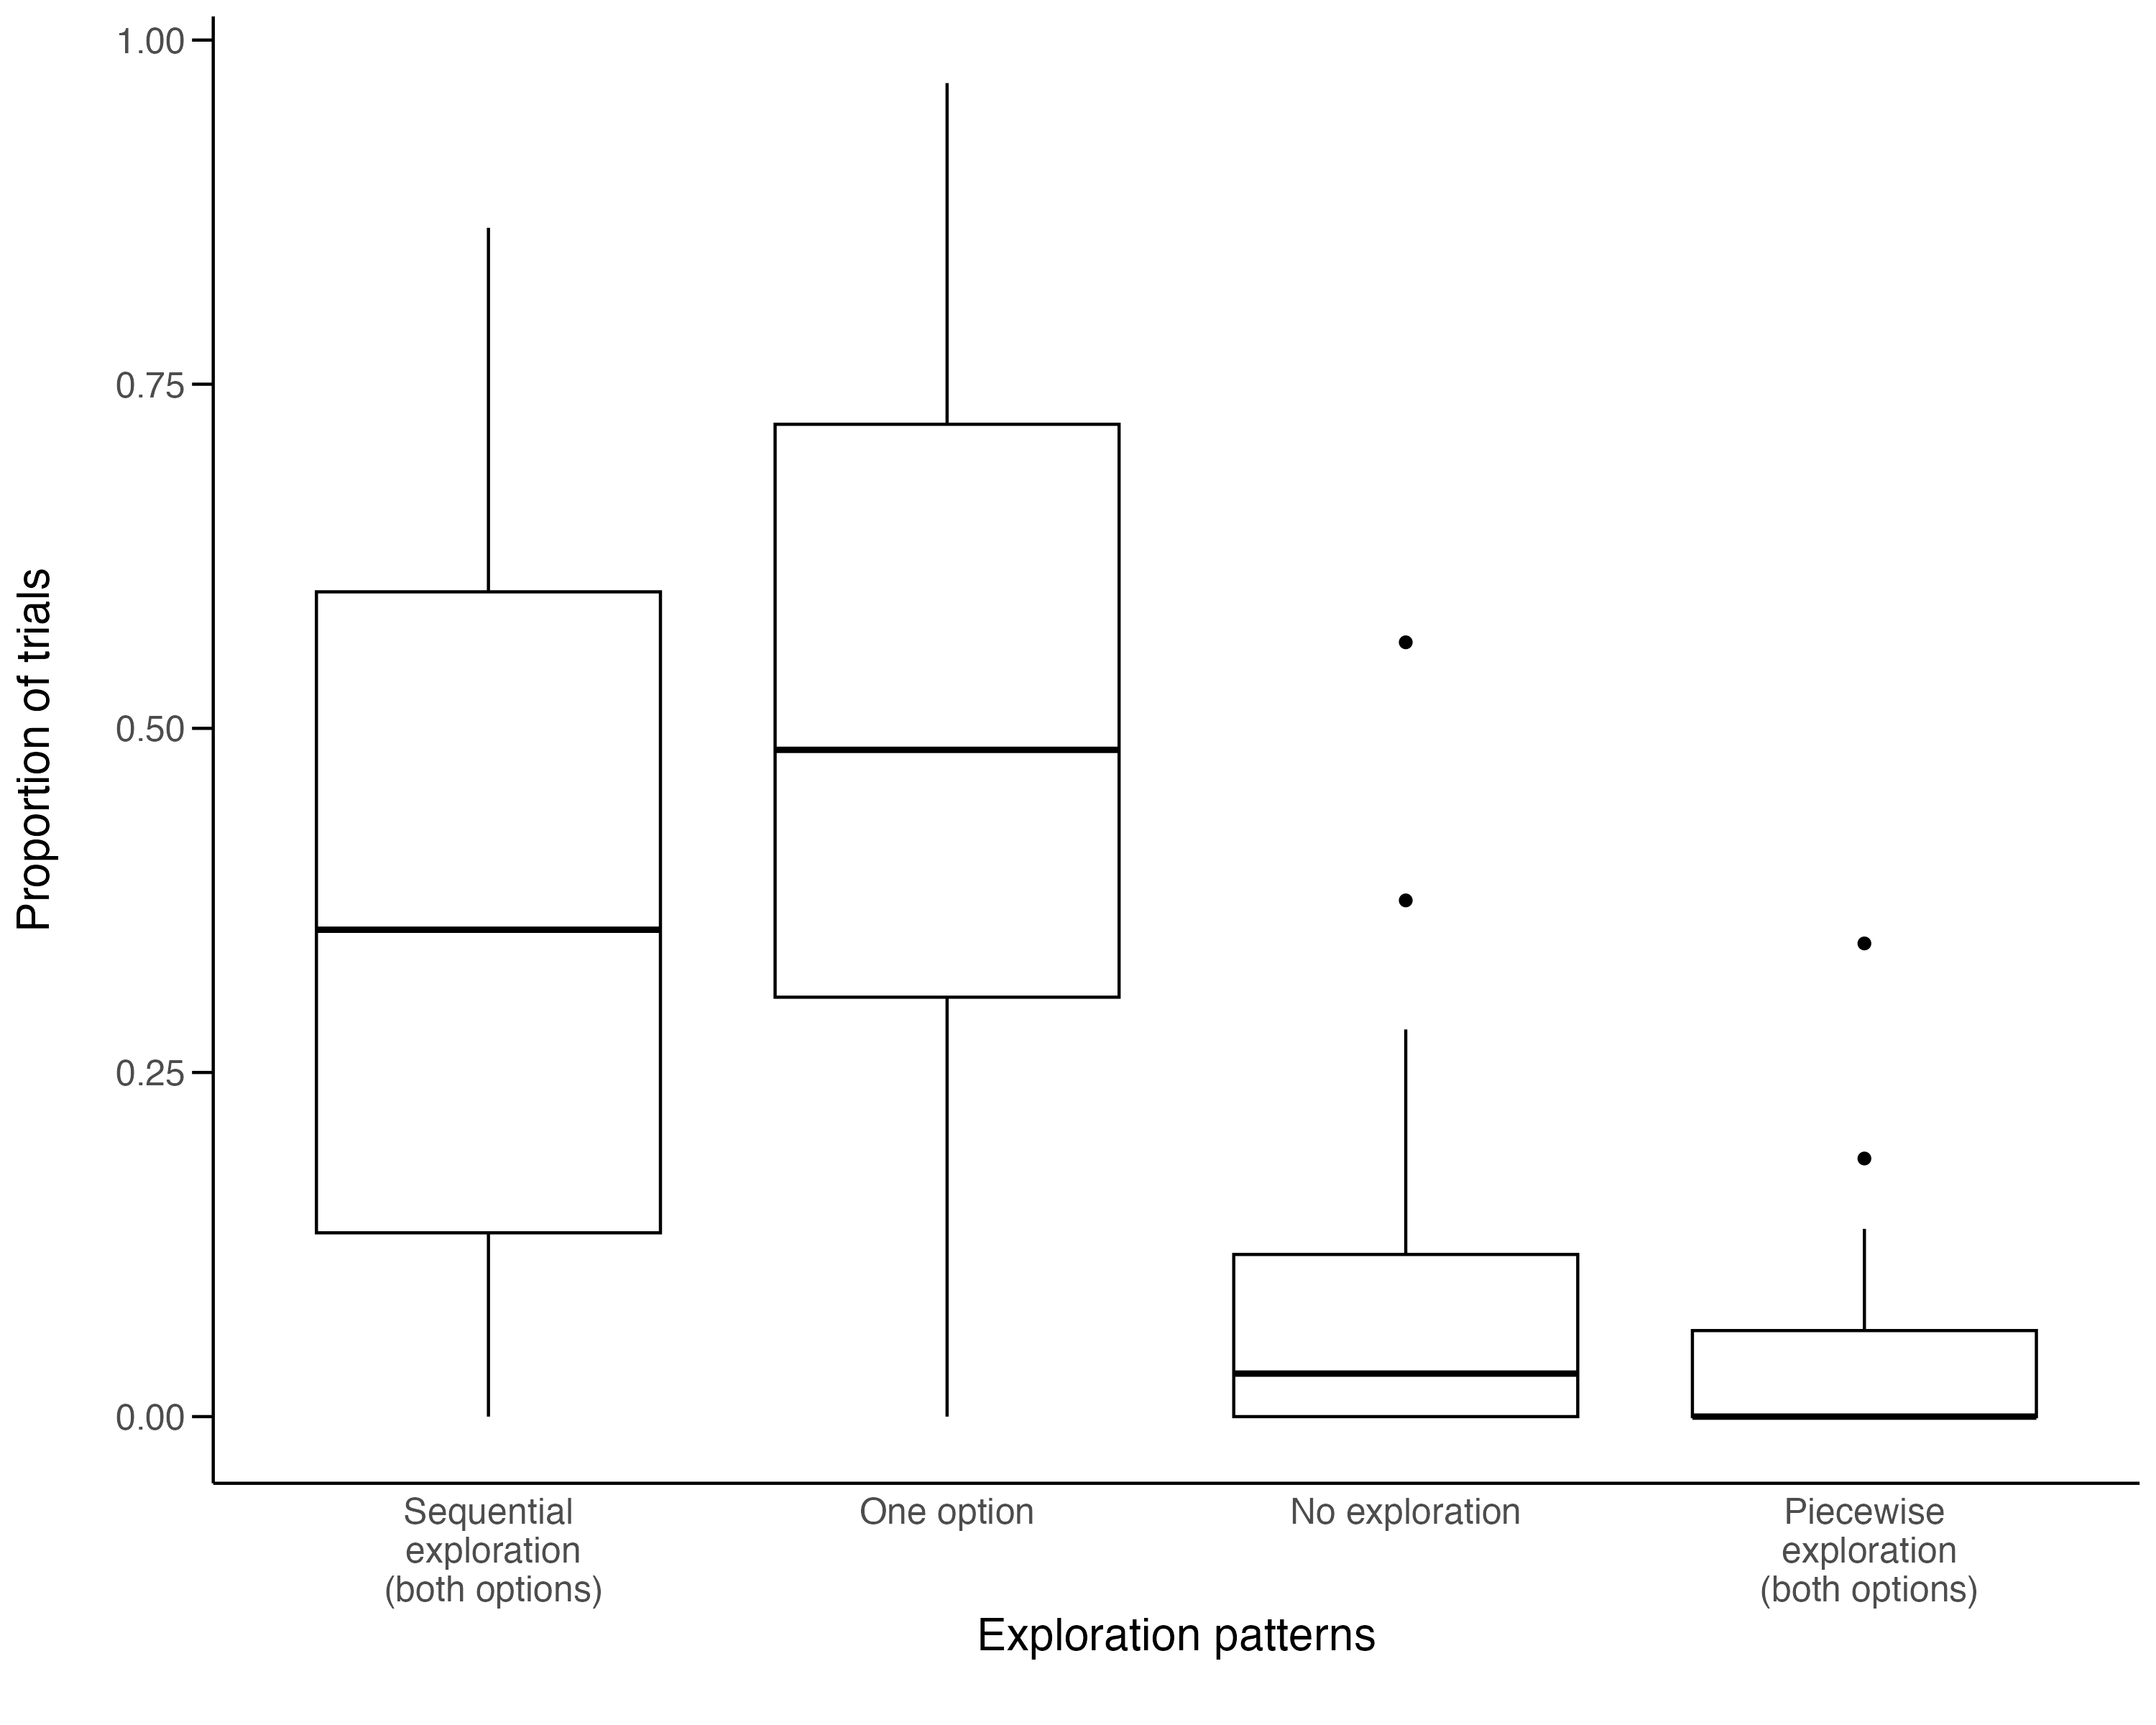 1.00
0.75
0.50
0.25
0.00
Proportion of trials
Sequential
exploration
(both options)
One option
No exploration
Piecewise
exploration
(both options)
Exploration patterns